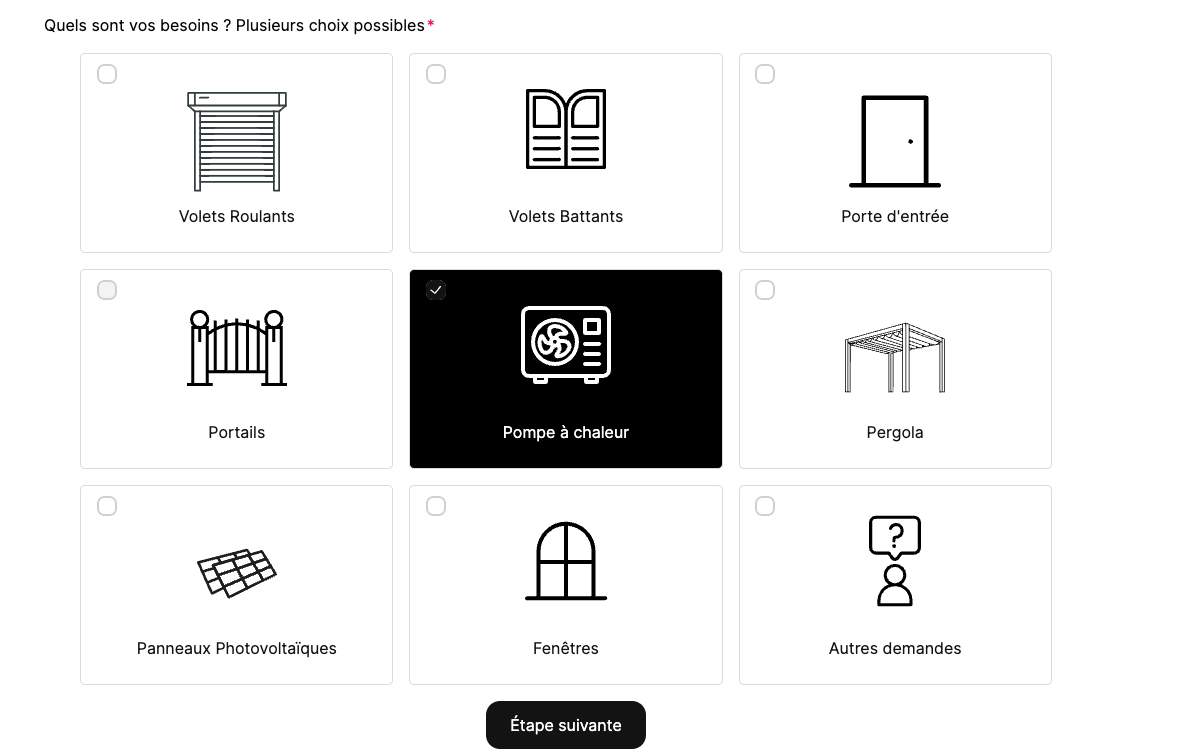 Quels sont vos besoins ? Plusieurs choix possibles*
Volets Roulants
Volets Battants
Porte d'entrée
Portails
Pompe à chaleur
Pergola
Panneaux Photovoltaïques
Fenêtres
?
Autres demandes
Étape suivante